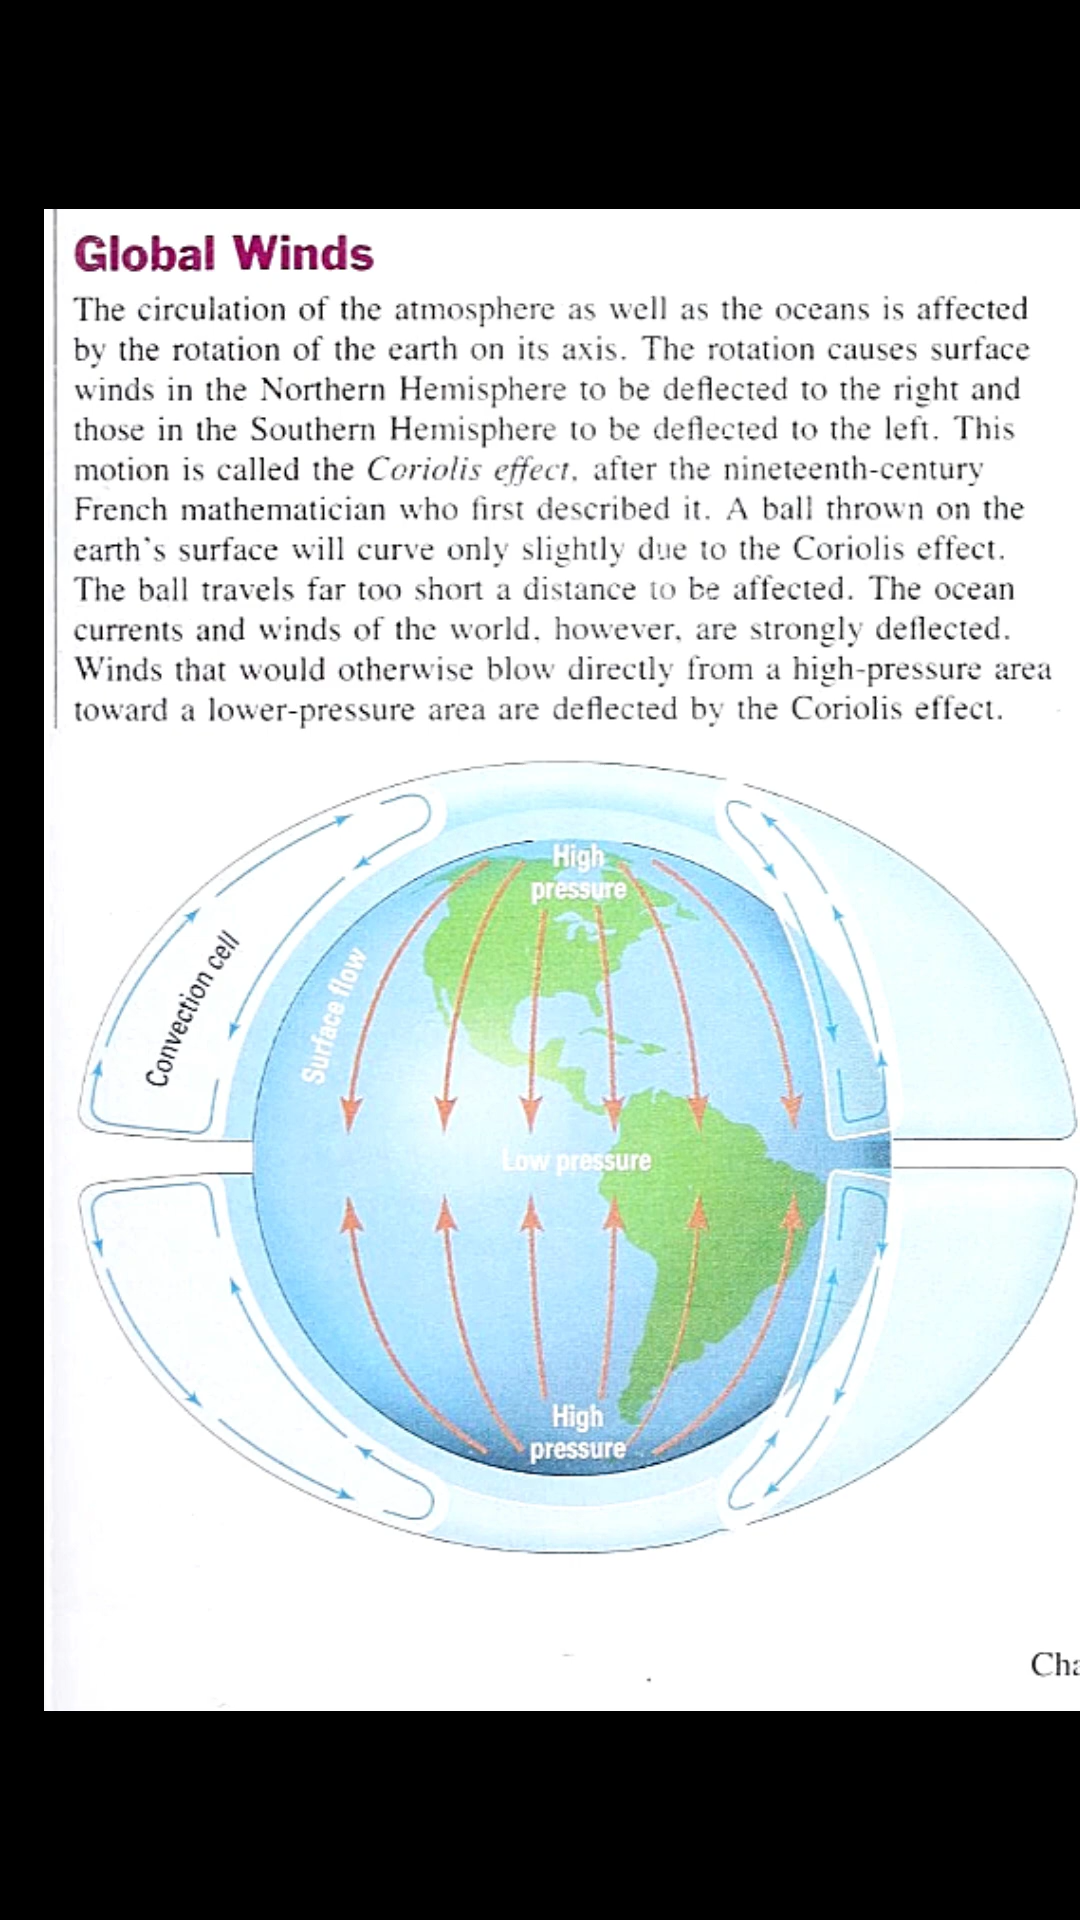 Global Winds
The circulation of the atmosphere as well as the oceans is affected
by the rotation of the earth on its axis. The rotation causes surface
winds in the Northern Hemisphere to be deflected to the right and
those in the Southern Hemisphere to be deflected to the left. This
motion is called the Coriolis effect, after the nineteenth-century
French mathematician who first described it. A ball thrown on the
earth's surface will curve only slightly due to the Coriolis effect.
The ball travels far too short a distance to be affected. The ocean
currents and winds of the world, however, are strongly deflected.
Winds that would otherwise blow directly from a high-pressure area
toward a lower-pressure area are deflected by the Coriolis effect.
High
pressure
Convection cell
Surface flow
Low pressure
High
pressure